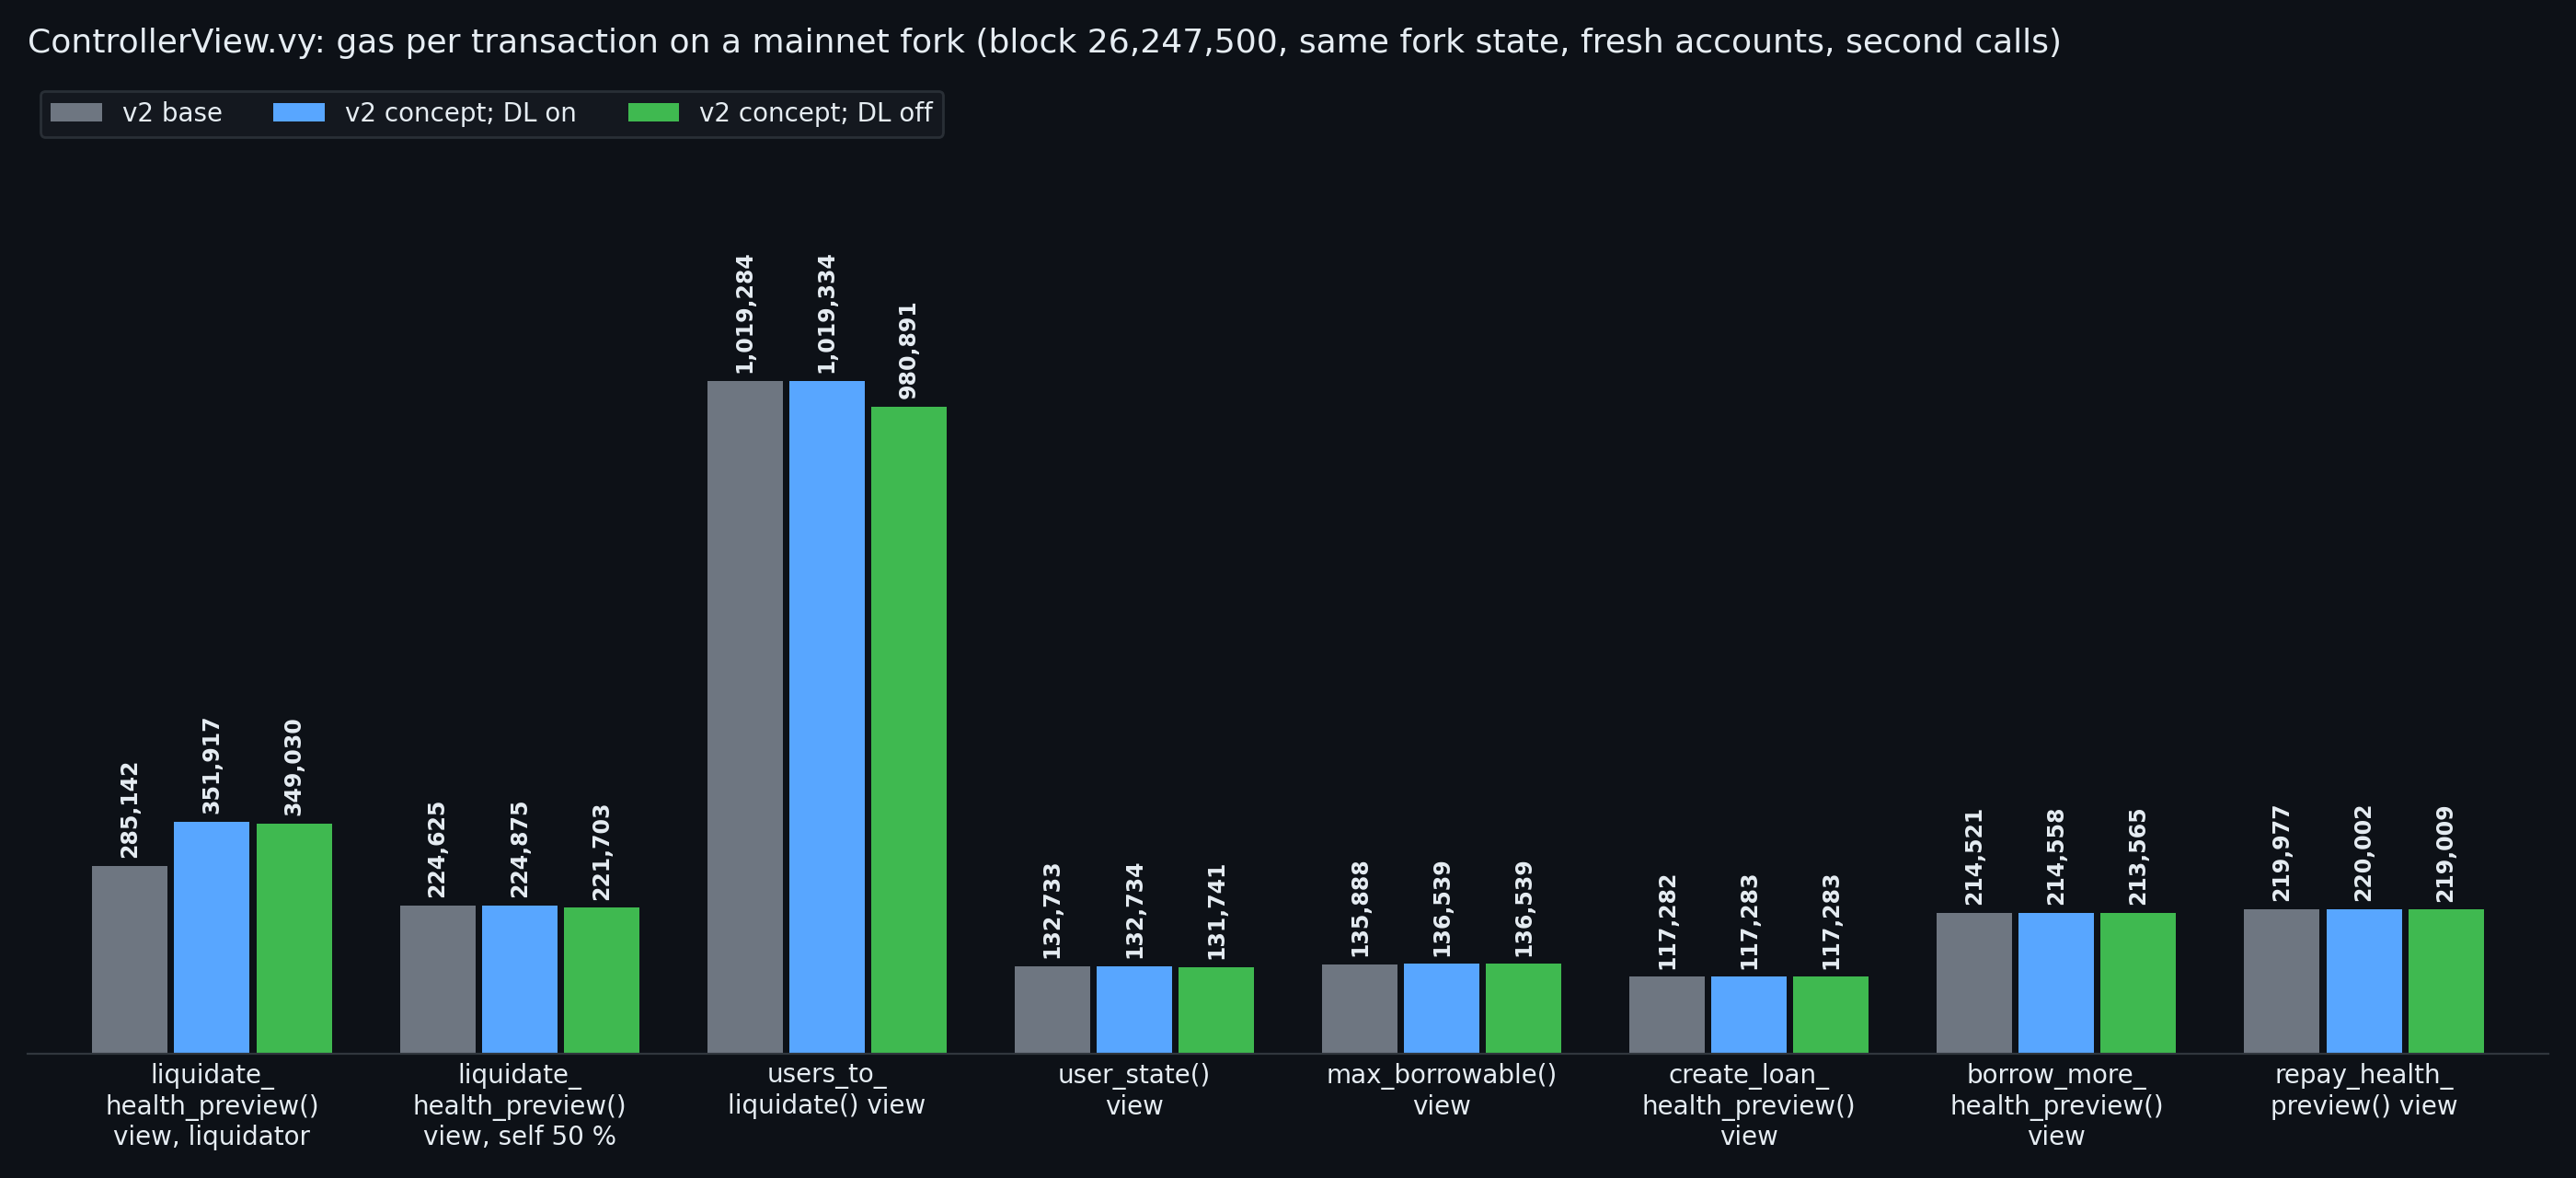 ControllerView.vy: gas per transaction on a mainnet fork (block 26,247,500, same fork state, fresh accounts, second calls)
v2 base
v2 concept; DL on
v2 concept; DL off
285,142
351,917
349,030
224,625
224,875
221,703
1,019,284
1,019,334
980,891
132,733
132,734
131,741
135,888
136,539
136,539
117,282
117,283
117,283
214,521
214,558
213,565
219,977
220,002
219,009
liquidate_
health_preview()
view, liquidator
liquidate_
health_preview()
view, self 50 %
users_to_
liquidate() view
user_state()
view
max_borrowable()
view
create_loan_
health_preview()
view
borrow_more_
health_preview()
view
repay_health_
preview() view